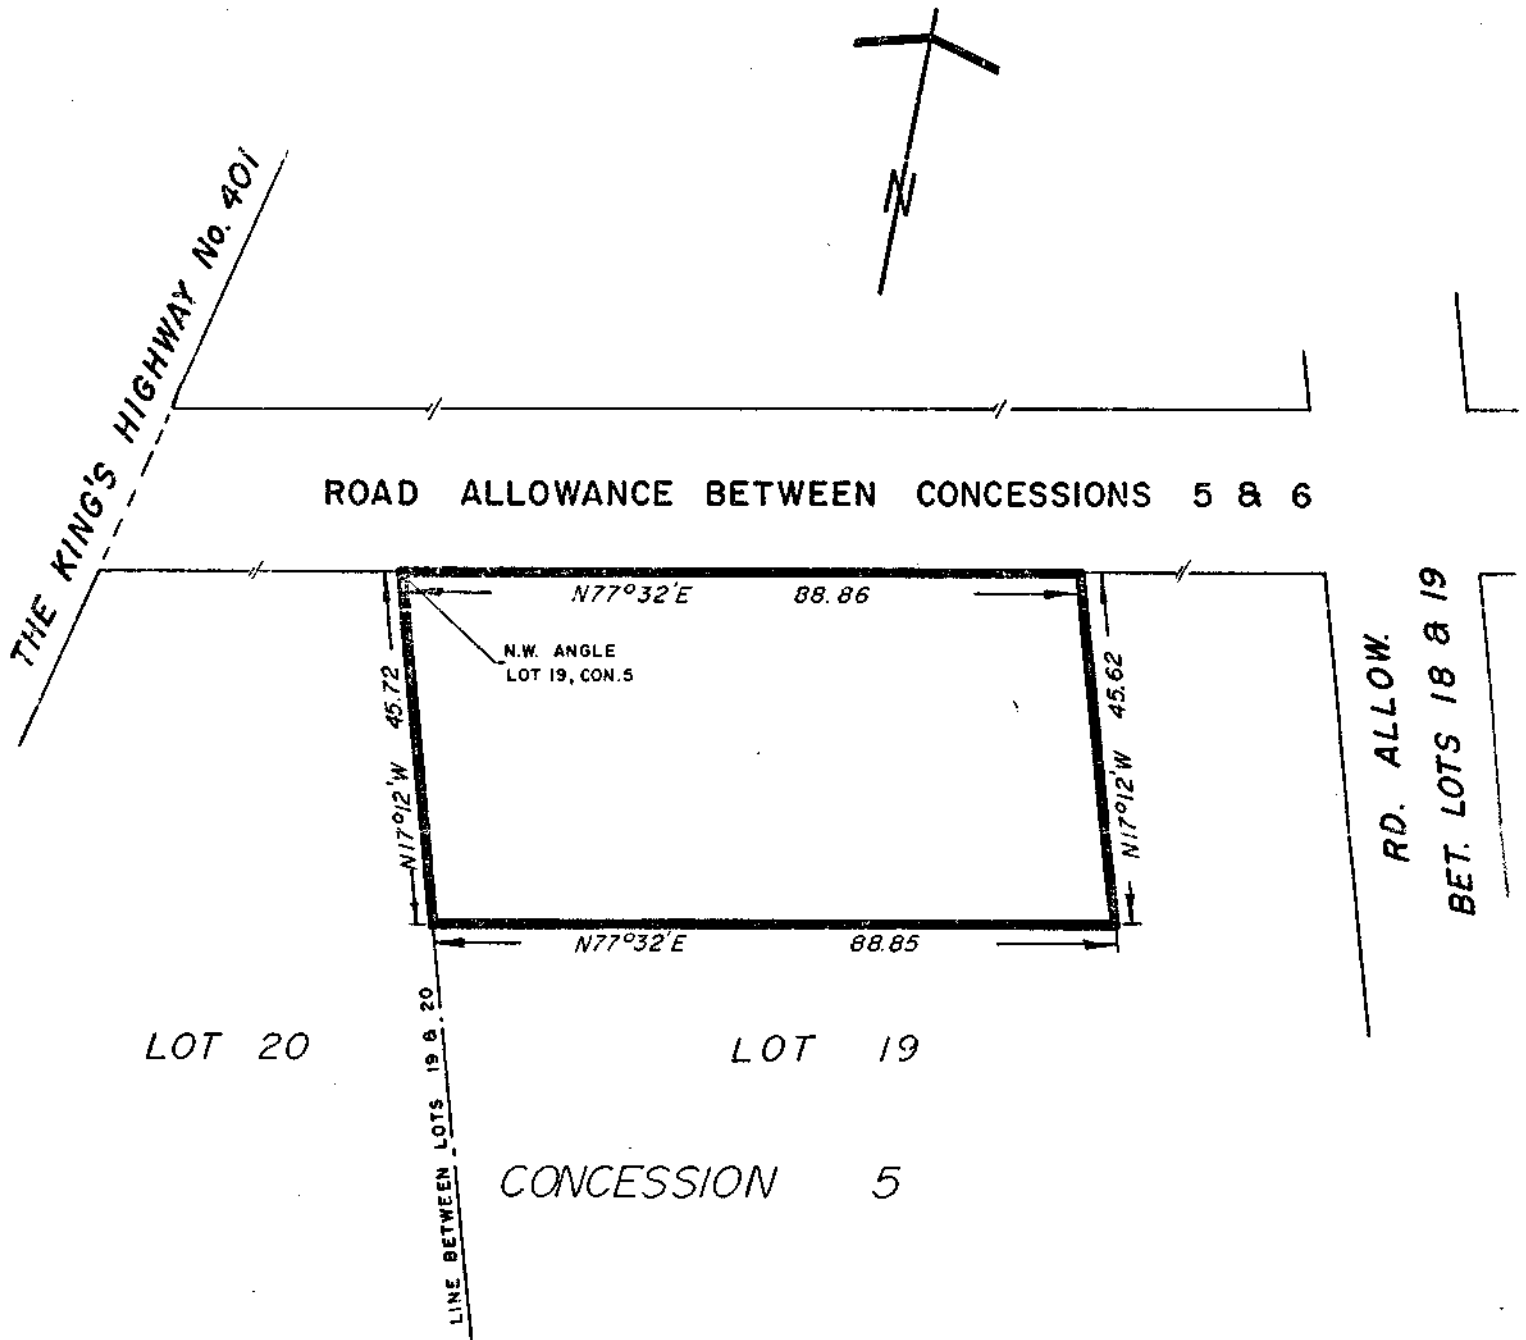 N
THE KING'S HIGHWAY No. 401
ROAD ALLOWANCE BETWEEN CONCESSIONS 5 & 6
N77°32'E 88.86
N.W. ANGLE
LOT 19, CON.5
N17°12'W 45.72
N17°12'W 45.62
RD. ALLOW.
BET. LOTS 18 & 19
N77°32'E 88.85
LOT 20
LOT 19
LINE BETWEEN LOTS 19 & 20
CONCESSION 5